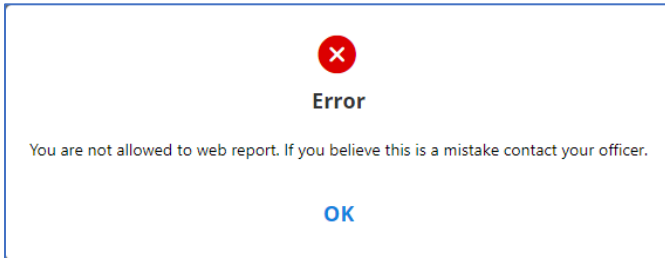 Error
You are not allowed to web report. If you believe this is a mistake contact your officer.
OK